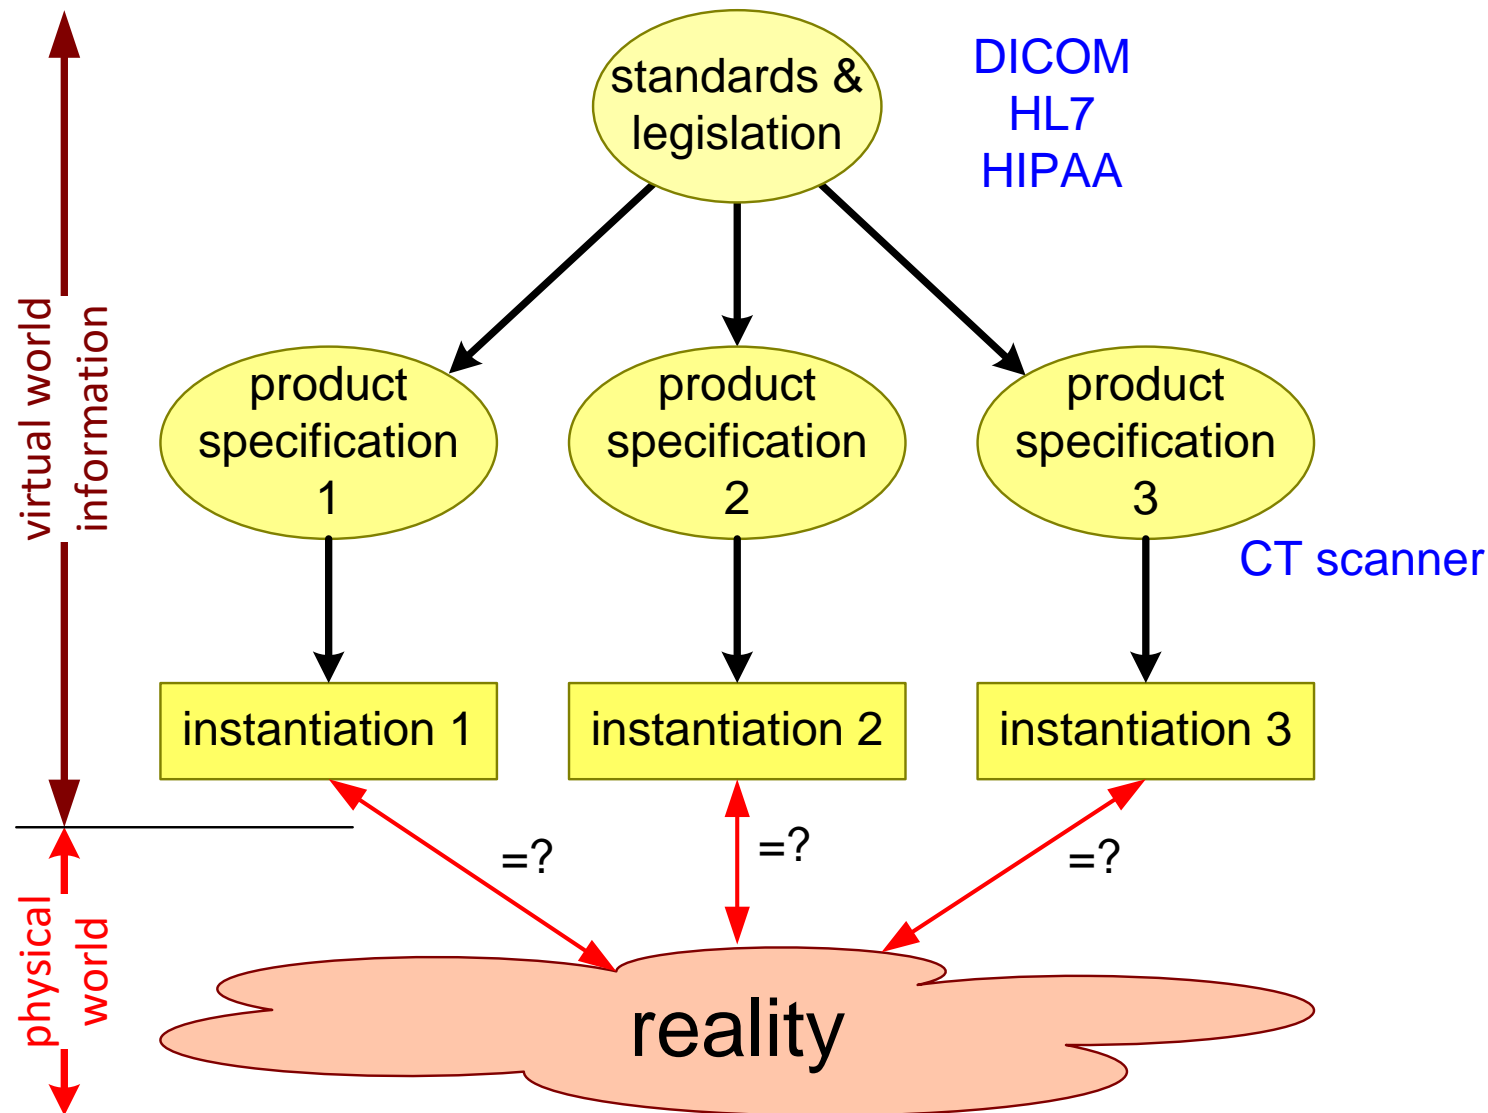 standards &
legislation
DICOM
HL7
HIPAA
virtual world
information
product
specification
1
product
specification
2
product
specification
3
CT scanner
instantiation 1
instantiation 2
instantiation 3
=?
=?
=?
physical
world
reality